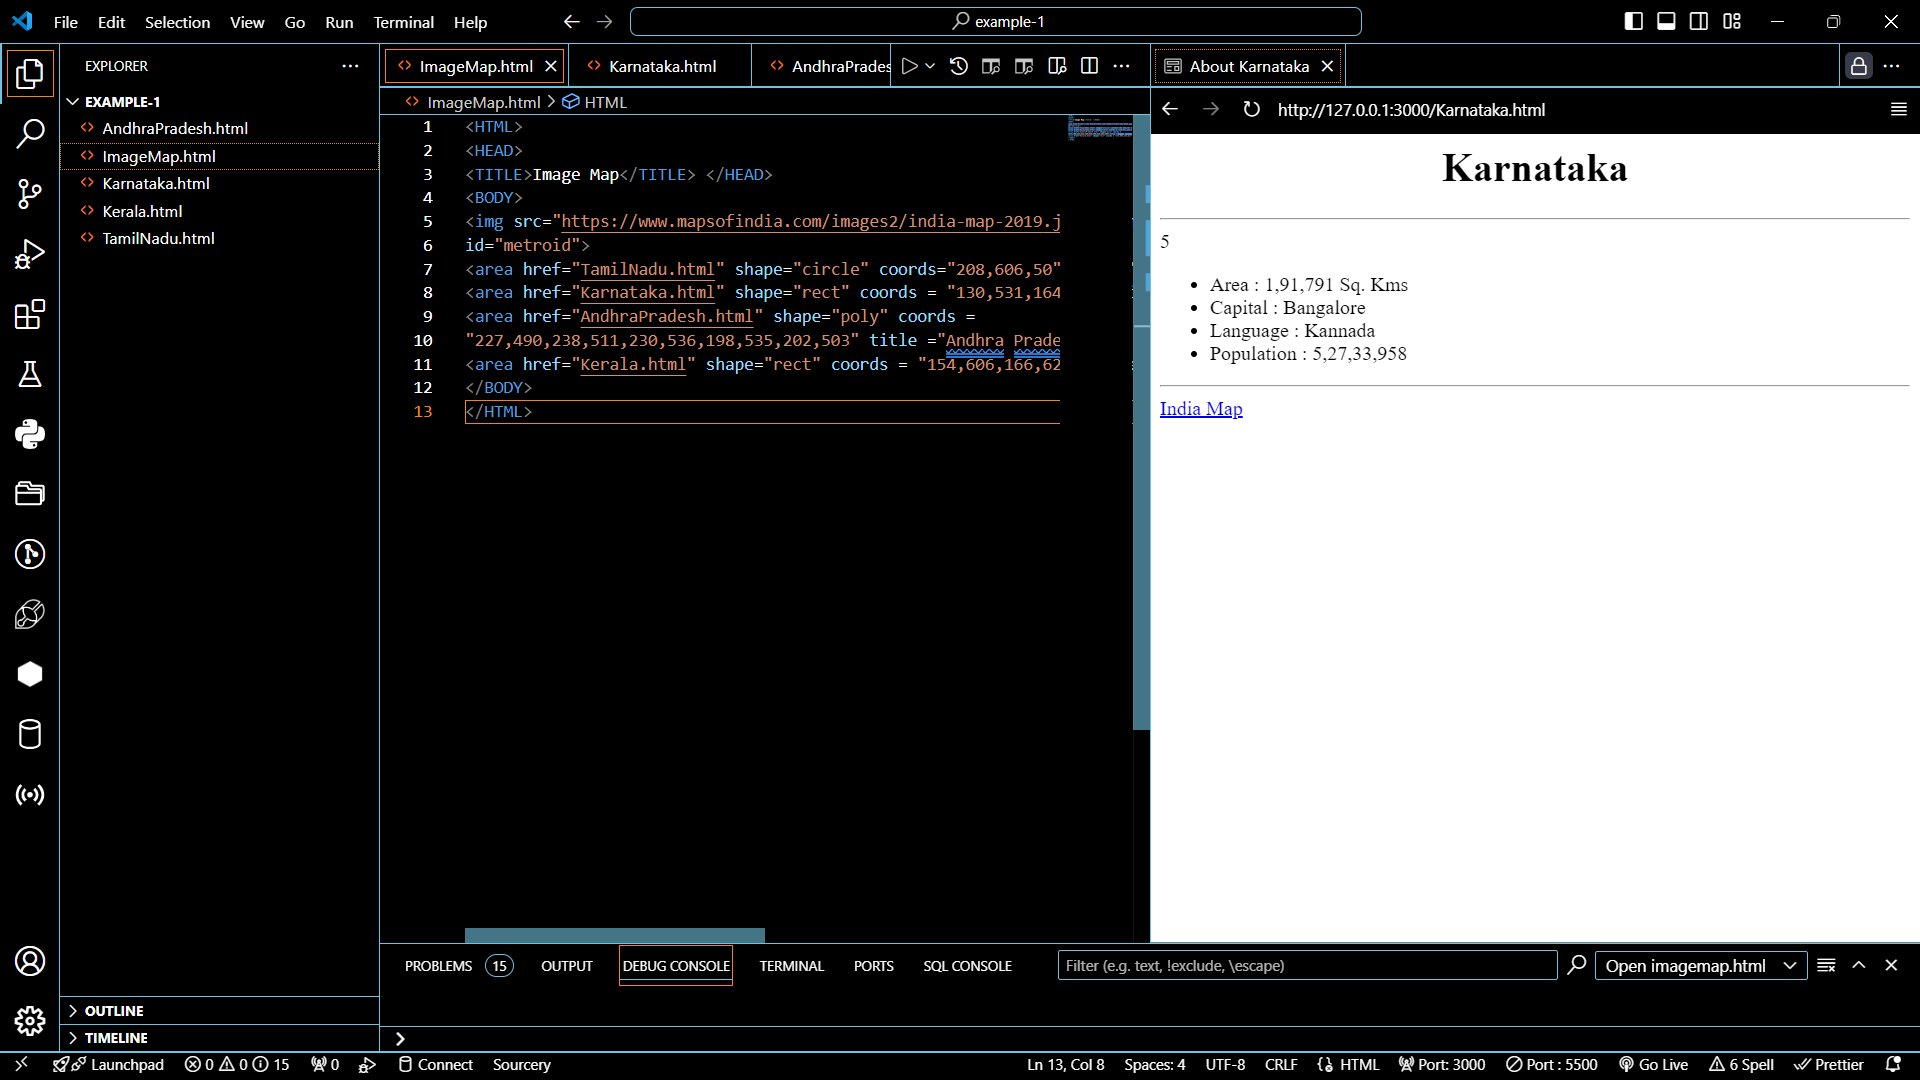 File Edit Selection View Go Run Terminal Help
example-1
EXPLORER
EXAMPLE-1
AndhraPradesh.html
ImageMap.html
Karnataka.html
Kerala.html
TamilNadu.html
OUTLINE
TIMELINE
ImageMap.html Karnataka.html AndhraPrades
ImageMap.html > HTML
1 <HTML>
2 <HEAD>
3 <TITLE>Image Map</TITLE> </HEAD>
4 <BODY>
5 <img src="https://www.mapsofindia.com/images2/india-map-2019.j
6 id="metroid">
7 <area href="TamilNadu.html" shape="circle" coords="208,606,50"
8 <area href="Karnataka.html" shape="rect" coords = "130,531,164
9 <area href="AndhraPradesh.html" shape="poly" coords =
10 "227,490,238,511,230,536,198,535,202,503" title ="Andhra Prade
11 <area href="Kerala.html" shape="rect" coords = "154,606,166,62
12 </BODY>
13 </HTML>
About Karnataka
http://127.0.0.1:3000/Karnataka.html
Karnataka
5
• Area : 1,91,791 Sq. Kms
• Capital : Bangalore
• Language : Kannada
• Population : 5,27,33,958
India Map
PROBLEMS 15 OUTPUT DEBUG CONSOLE TERMINAL PORTS SQL CONSOLE
Filter (e.g. text, !exclude, \escape)
Open imagemap.html
Launchpad 0 0 15 0 Connect Sourcery
Ln 13, Col 8 Spaces: 4 UTF-8 CRLF HTML Port: 3000 Port : 5500 Go Live 6 Spell Prettier